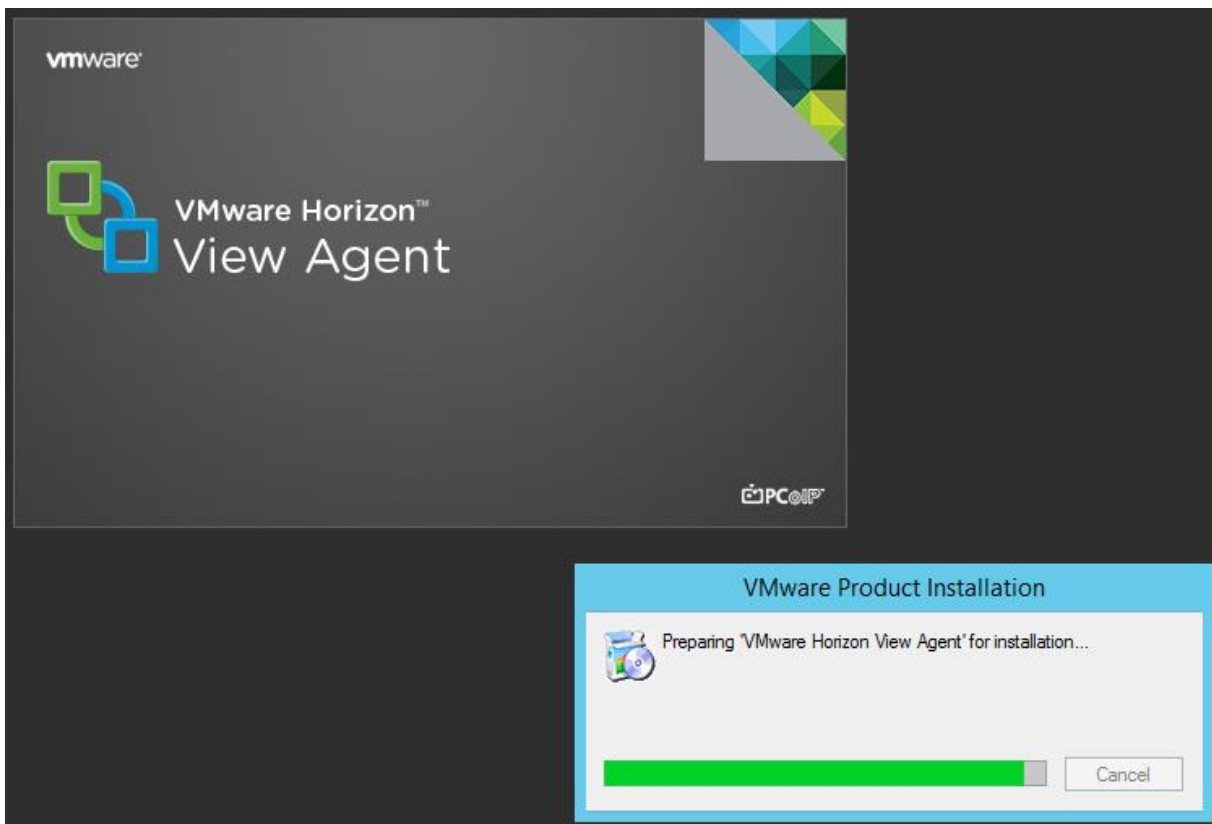 vmware
VMware Horizon™
View Agent
PCoIP
VMware Product Installation
Preparing 'VMware Horizon View Agent' for installation...
Cancel